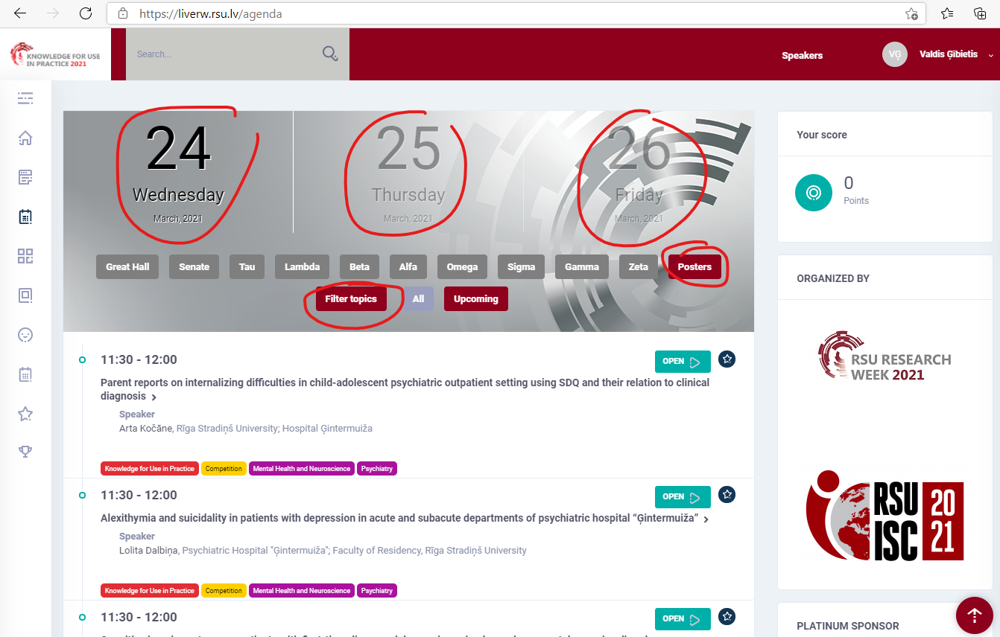 https://liverw.rsu.lv/agenda
KNOWLEDGE FOR USE
IN PRACTICE 2021
Search...
Speakers
VĢ
Valdis Ģībietis
24
Wednesday
March, 2021
25
Thursday
March, 2021
26
Friday
March, 2021
Great Hall
Senate
Tau
Lambda
Beta
Alfa
Omega
Sigma
Gamma
Zeta
Posters
Filter topics
All
Upcoming
11:30 - 12:00
OPEN
Parent reports on internalizing difficulties in child-adolescent psychiatric outpatient setting using SDQ and their relation to clinical
diagnosis
Speaker
Arta Kočāne, Rīga Stradiņš University; Hospital Ģintermuiža
Knowledge for Use in Practice
Competition
Mental Health and Neuroscience
Psychiatry
11:30 - 12:00
OPEN
Alexithymia and suicidality in patients with depression in acute and subacute departments of psychiatric hospital “Ģintermuiža”
Speaker
Lolita Dalbiņa, Psychiatric Hospital "Ģintermuiža"; Faculty of Residency, Rīga Stradiņš University
Knowledge for Use in Practice
Competition
Mental Health and Neuroscience
Psychiatry
11:30 - 12:00
OPEN
Your score
0
Points
ORGANIZED BY
RSU RESEARCH
WEEK 2021
RSU
ISC
20
21
PLATINUM SPONSOR